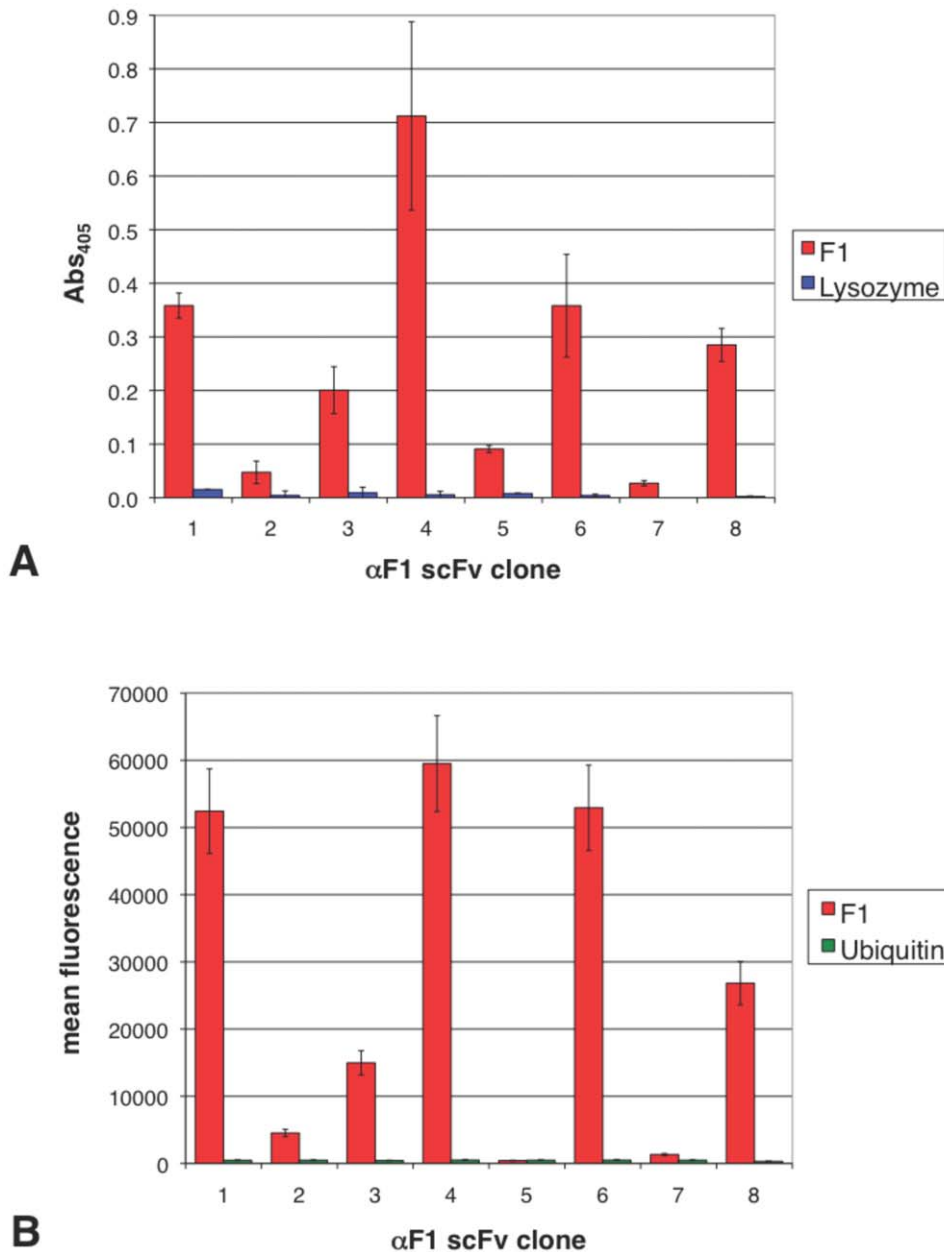 0.9
0.8
0.7
0.6
0.5
0.4
0.3
0.2
0.1
0.0
Abs405
1 2 3 4 5 6 7 8
αF1 scFv clone
F1
Lysozyme
A
70000
60000
50000
40000
30000
20000
10000
0
mean fluorescence
1 2 3 4 5 6 7 8
αF1 scFv clone
F1
Ubiquitin
B